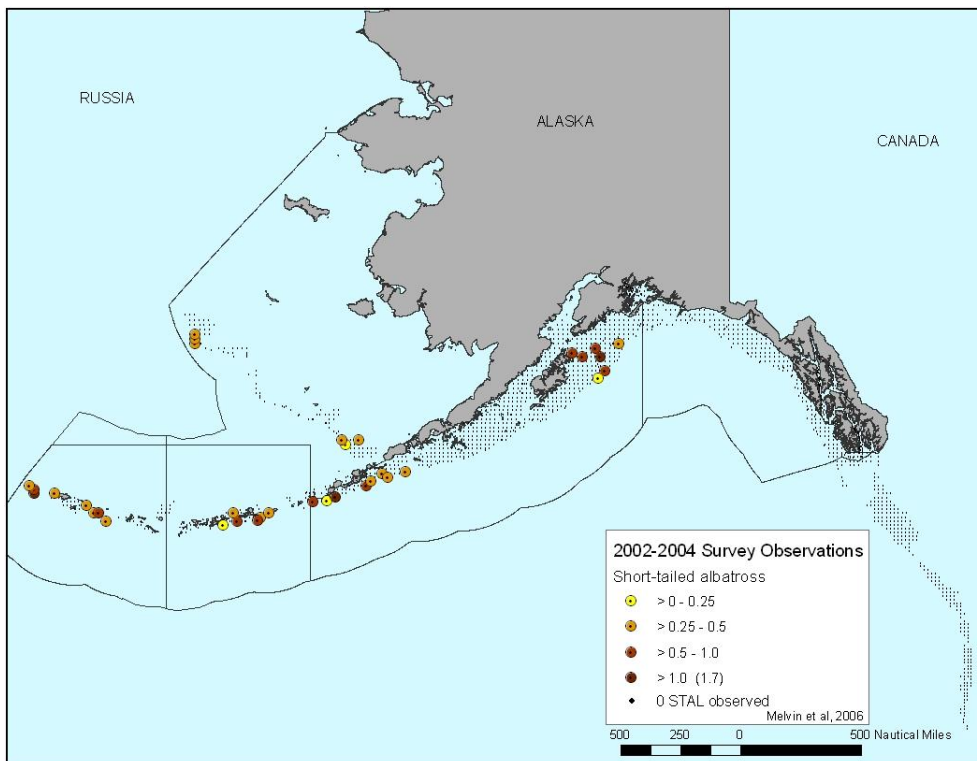 RUSSIA
ALASKA
CANADA
2002-2004 Survey Observations
Short-tailed albatross
> 0 - 0.25
> 0.25 - 0.5
> 0.5 - 1.0
> 1.0 (1.7)
0 STAL observed
Melvin et al, 2006
500 250 0 500 Nautical Miles